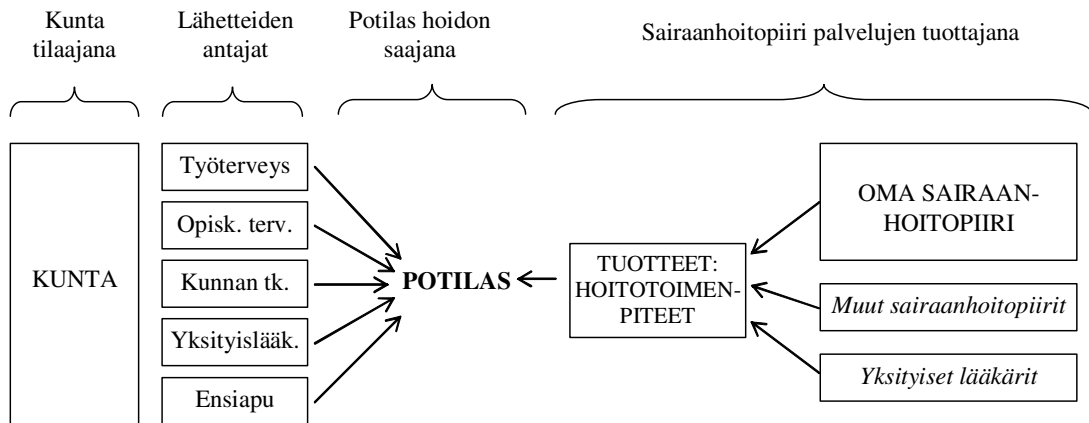 Kunta
tilaajana
Lähetteiden
antajat
Potilas hoidon
saajana
Sairaanhoitopiiri palvelujen tuottajana
KUNTA
Työterveys
Opisk. terv.
Kunnan tk.
Yksityislääk.
Ensiapu
POTILAS
TUOTTEET:
HOITOTOIMEN-
PITEET
OMA SAIRAAN-
HOITOPIIRI
Muut sairaanhoitopiirit
Yksityiset lääkärit